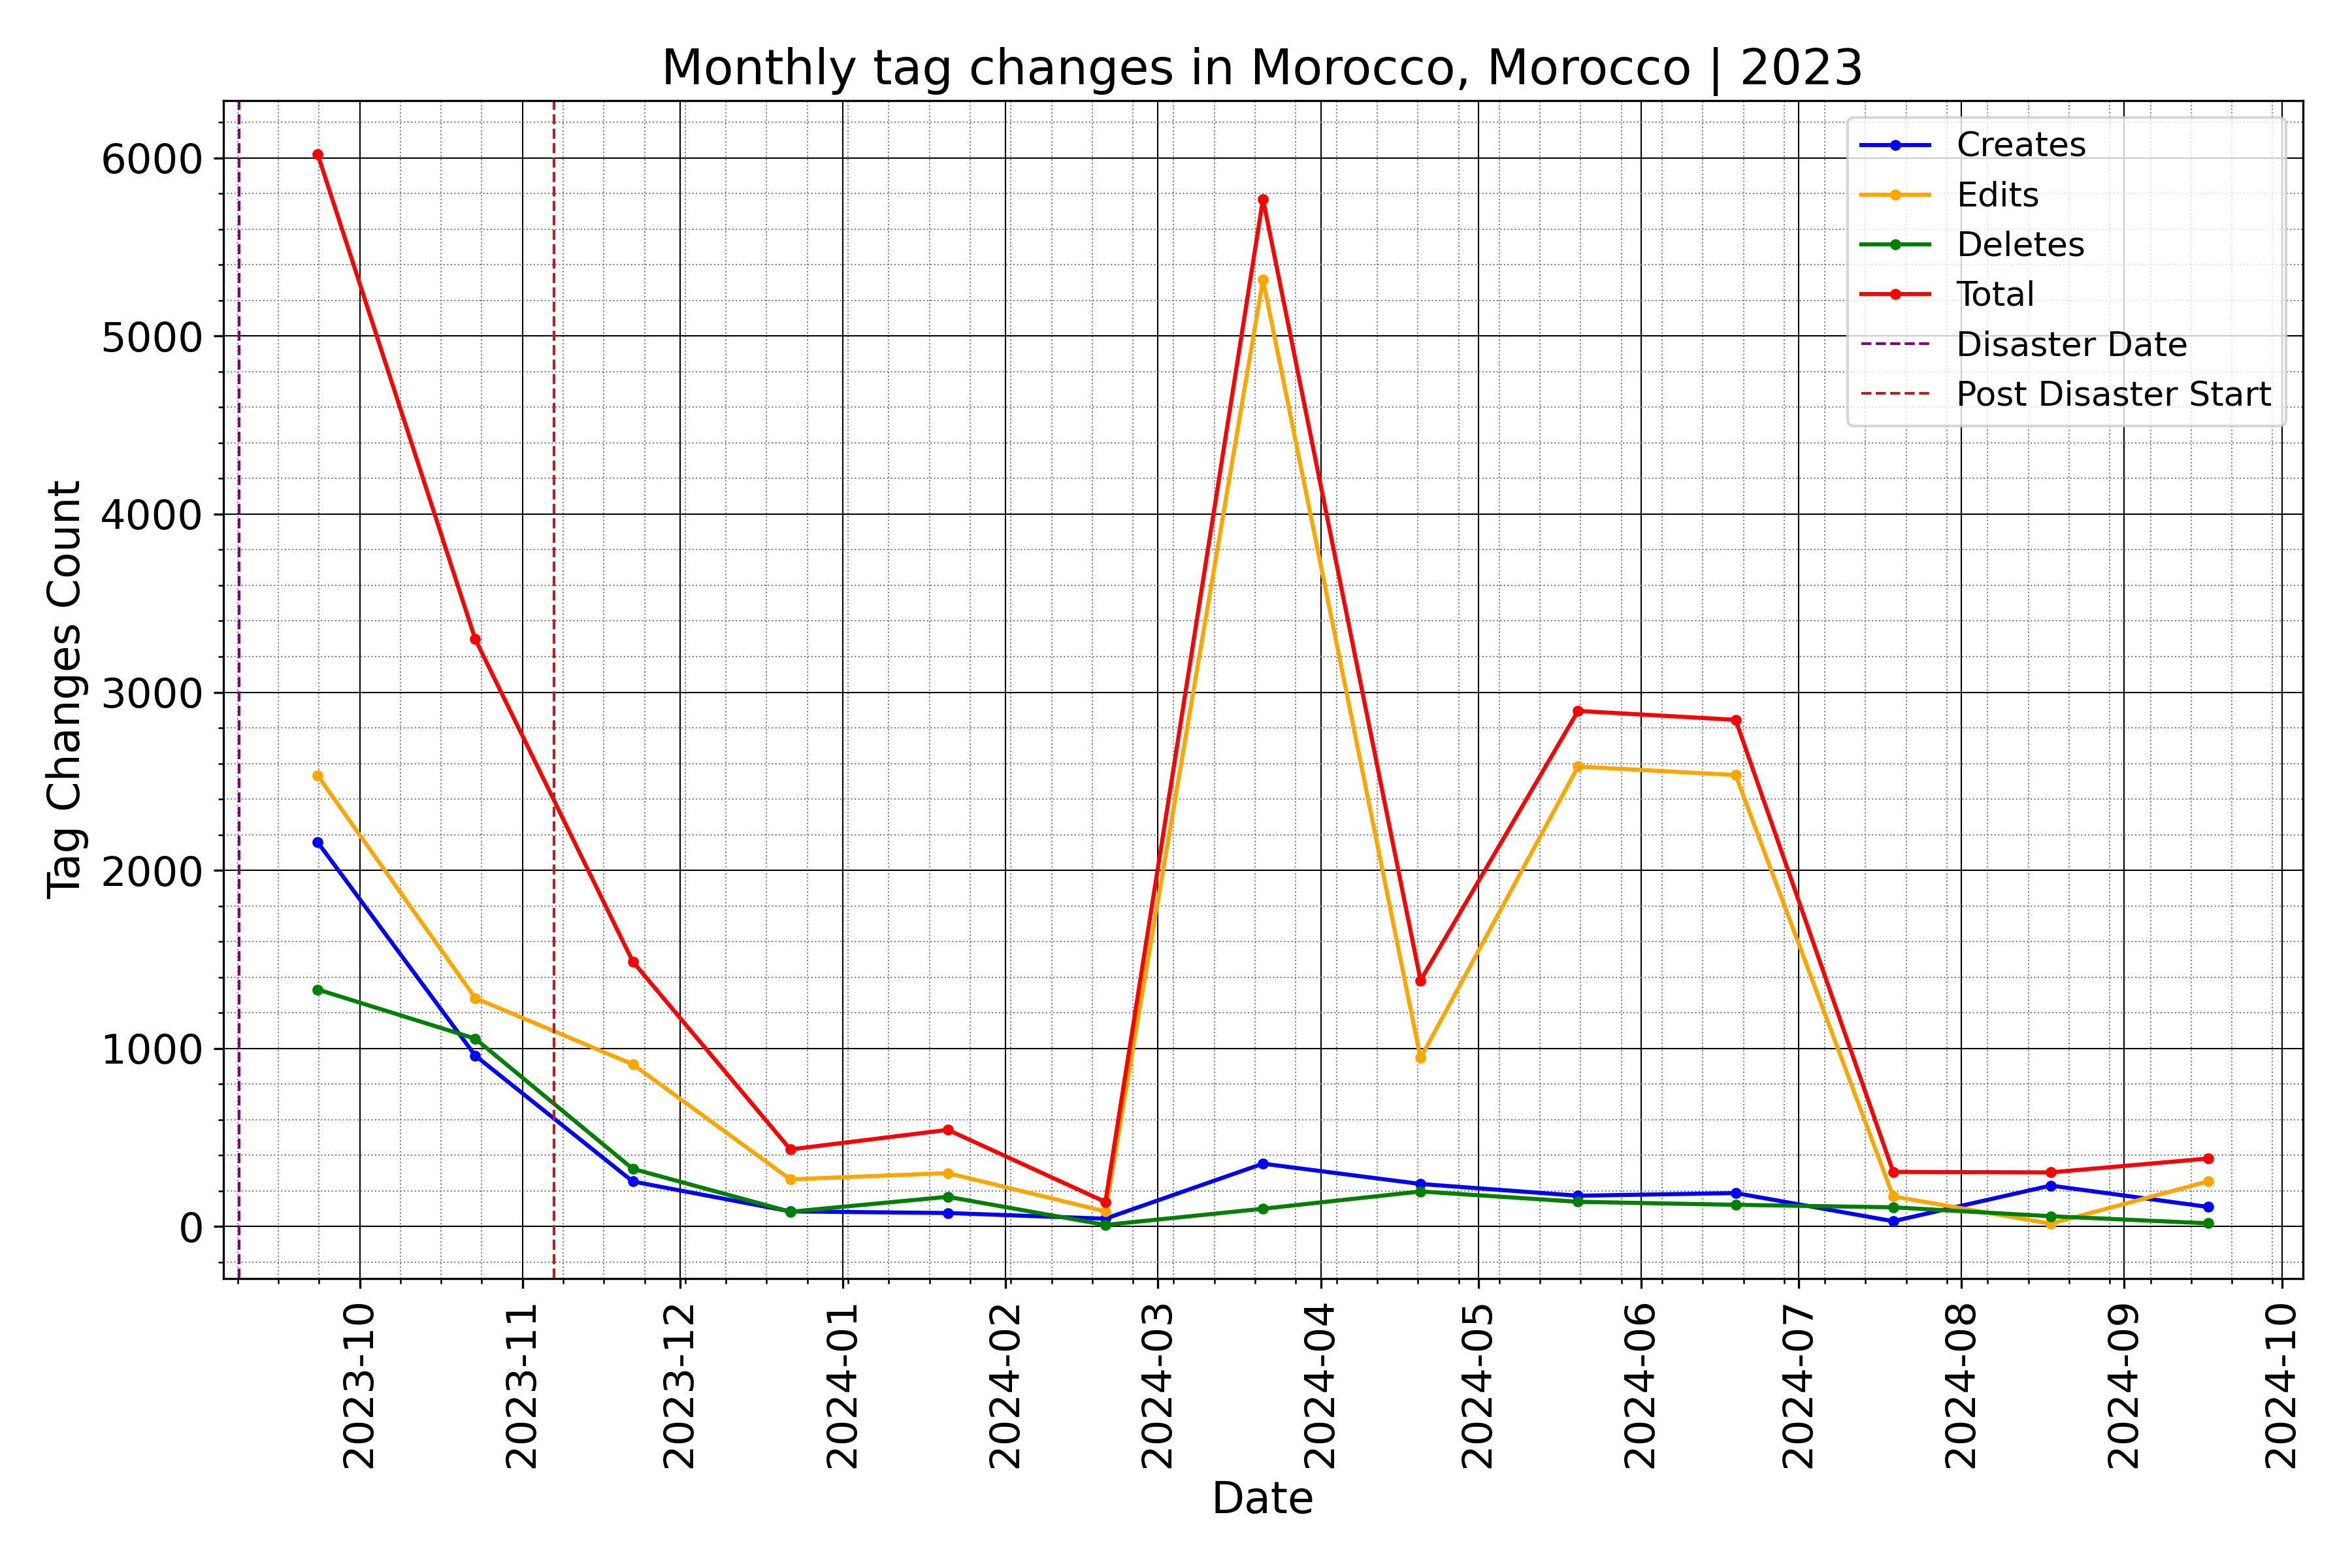 Monthly tag changes in Morocco, Morocco | 2023
Creates
Edits
Deletes
Total
Disaster Date
Post Disaster Start
Tag Changes Count
6000
5000
4000
3000
2000
1000
0
2023-10
2023-11
2023-12
2024-01
2024-02
2024-03
2024-04
2024-05
2024-06
2024-07
2024-08
2024-09
2024-10
Date